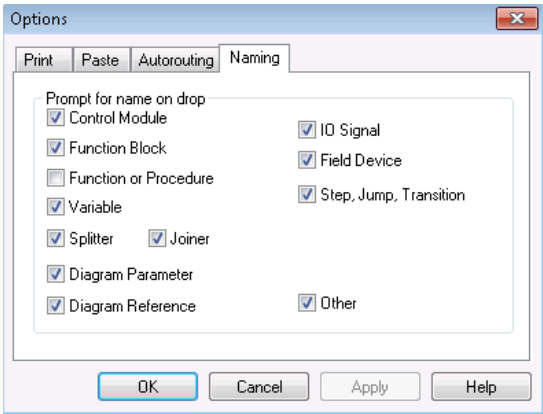 Options
Print Paste Autorouting Naming
Prompt for name on drop
Control Module
Function Block
Function or Procedure
Variable
Splitter Joiner
Diagram Parameter
Diagram Reference
IO Signal
Field Device
Step, Jump, Transition
Other
OK Cancel Apply Help